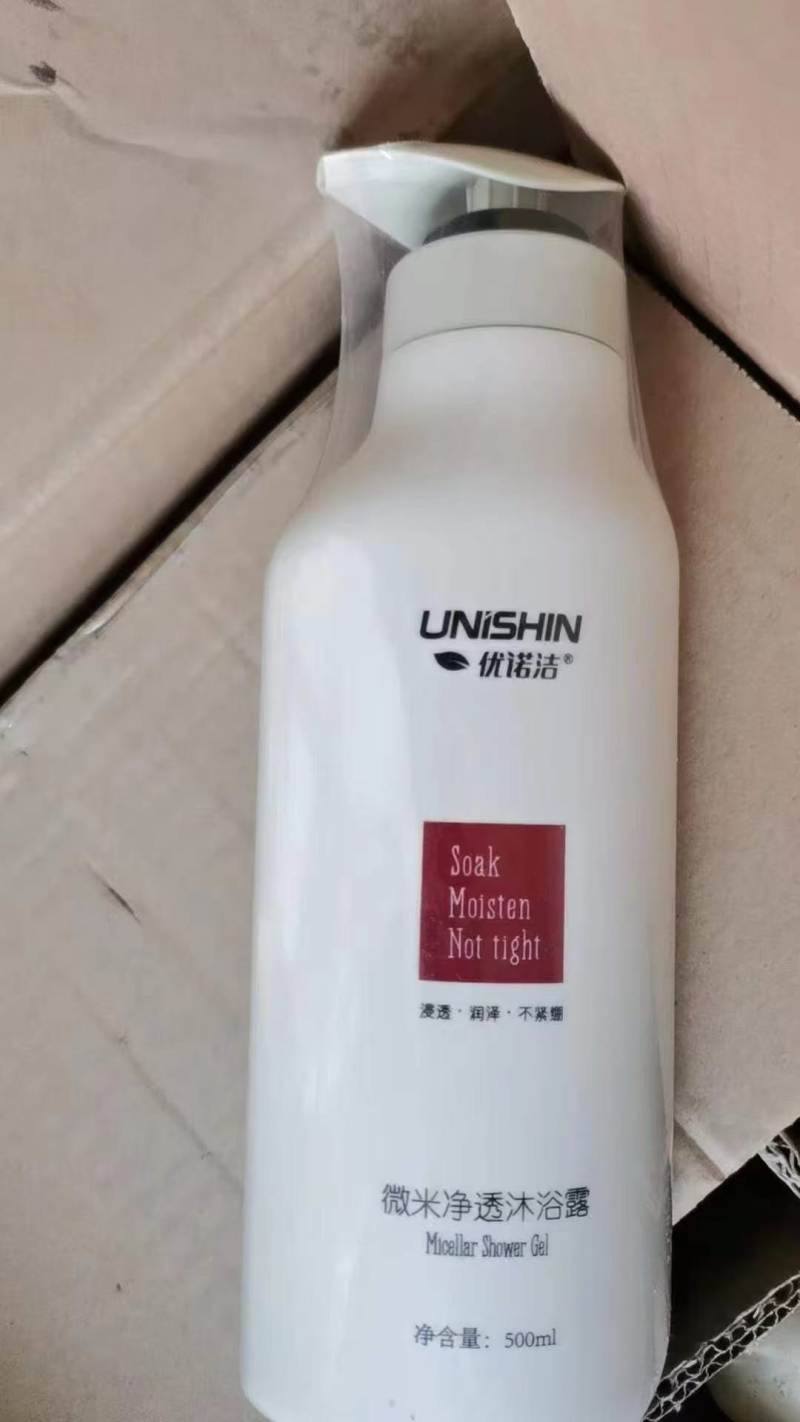 UNiSHIN
优诺洁®
Soak
Moisten
Not tight
浸透·润泽·不紧绷
微米净透沐浴露
Micellar Shower Gel
净含量：500ml